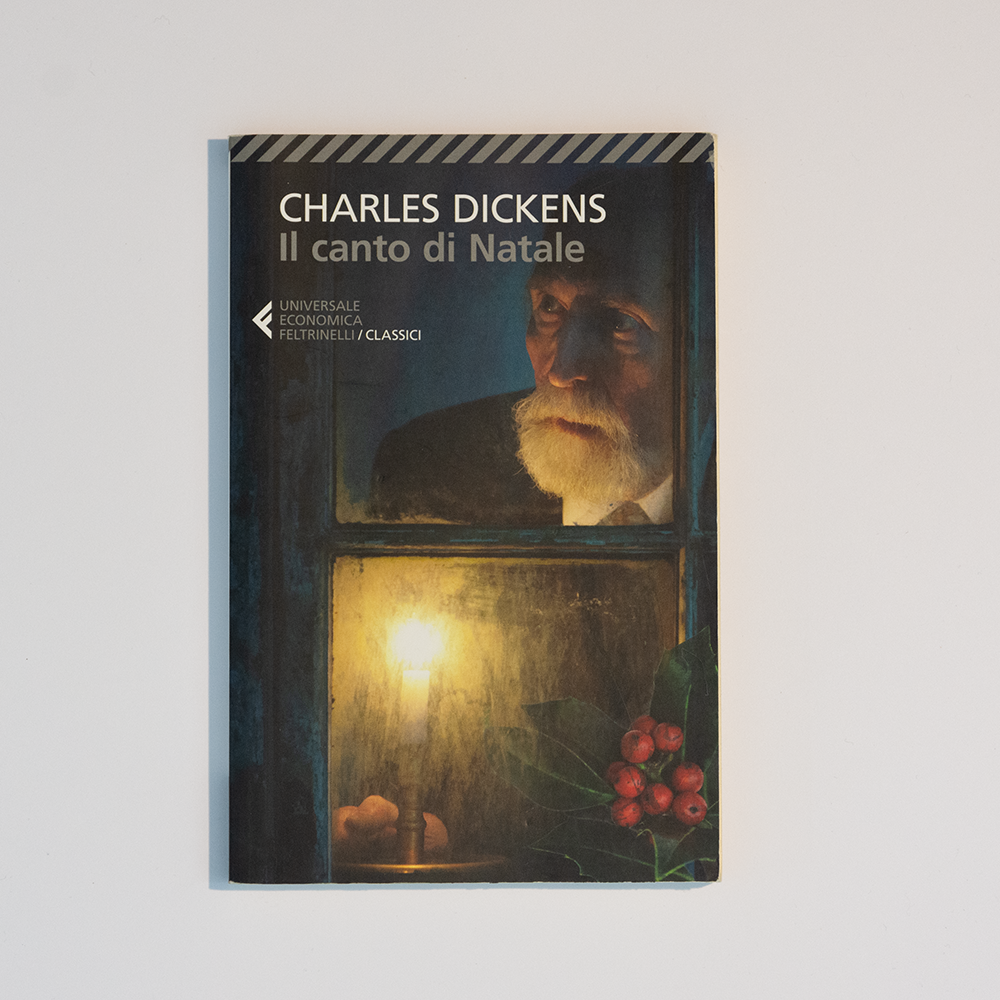 CHARLES DICKENS
Il canto di Natale
UNIVERSALE
ECONOMICA
FELTRINELLI/CLASSICI